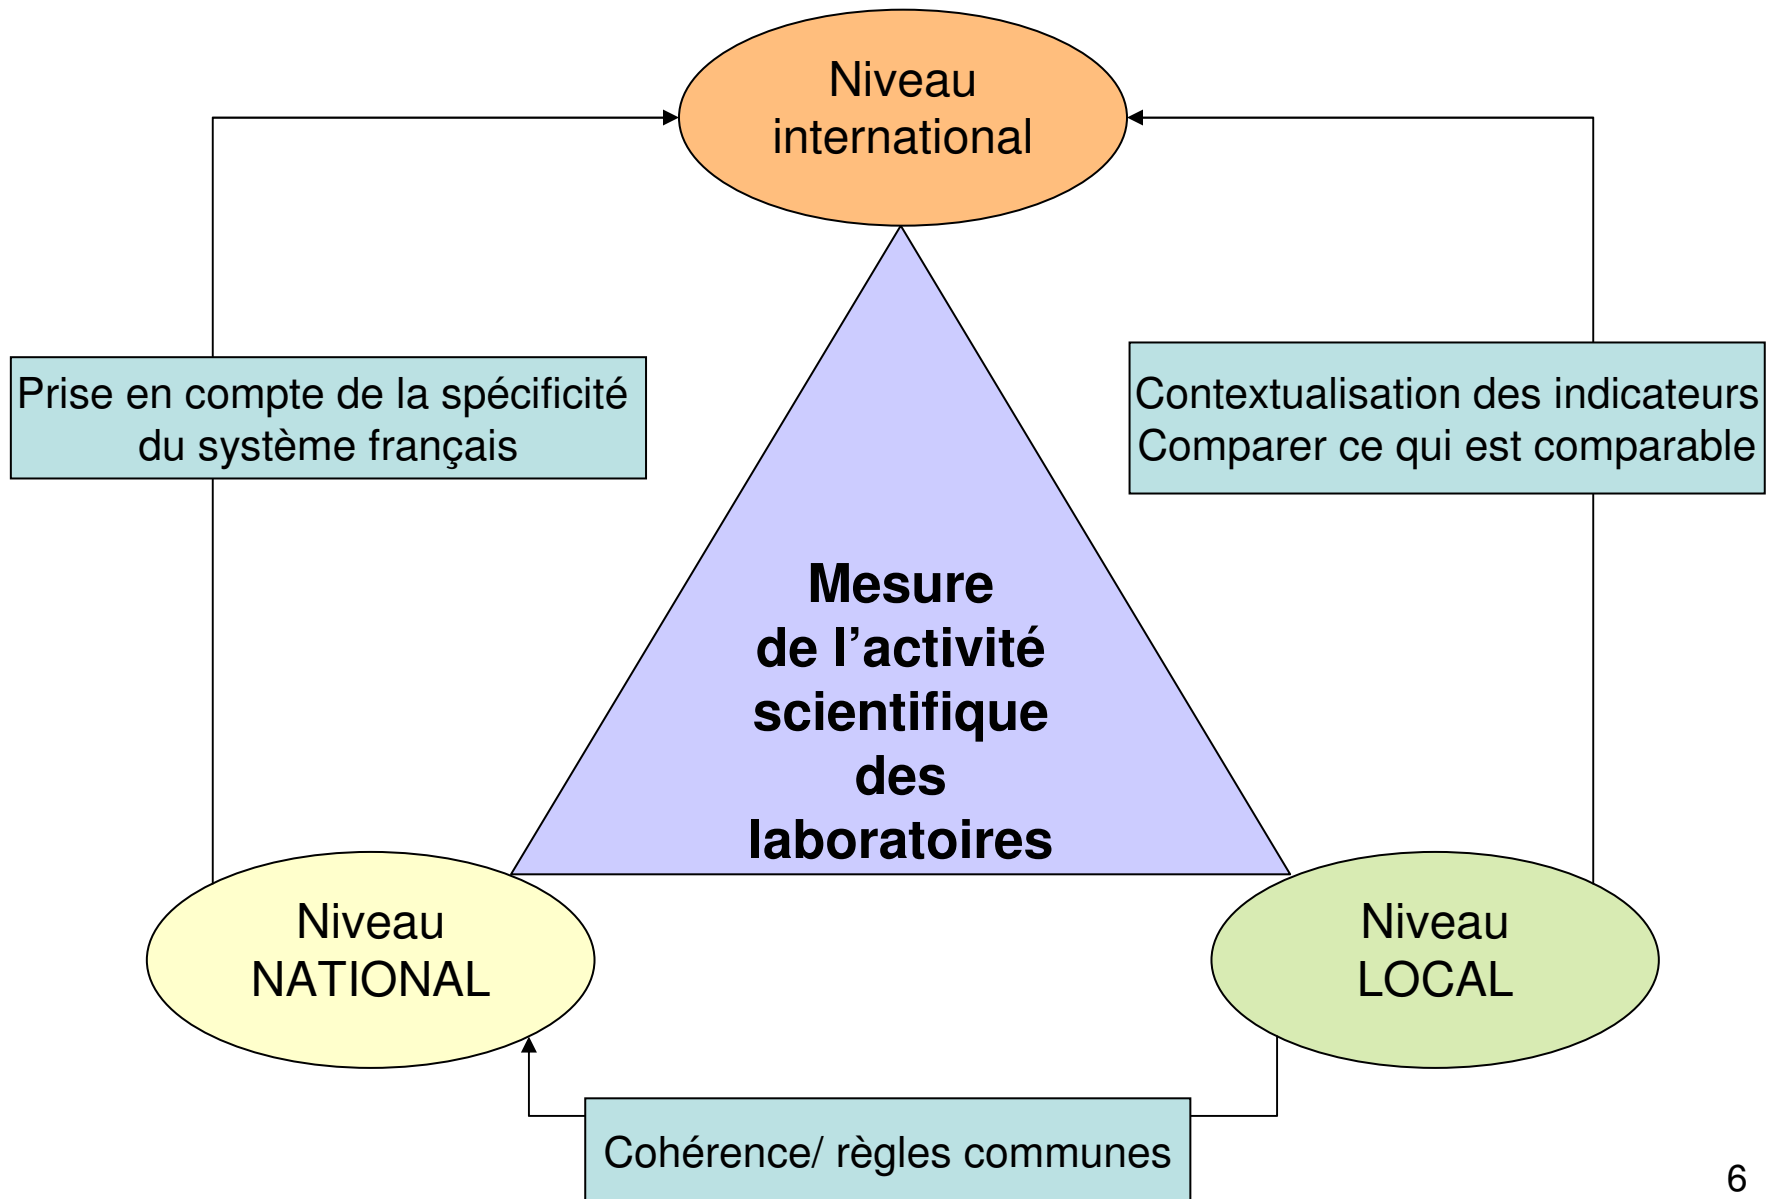 Niveau
international
Prise en compte de la spécificité
du système français
Contextualisation des indicateurs
Comparer ce qui est comparable
Mesure
de l’activité
scientifique
des
laboratoires
Niveau
NATIONAL
Niveau
LOCAL
Cohérence/ règles communes
6